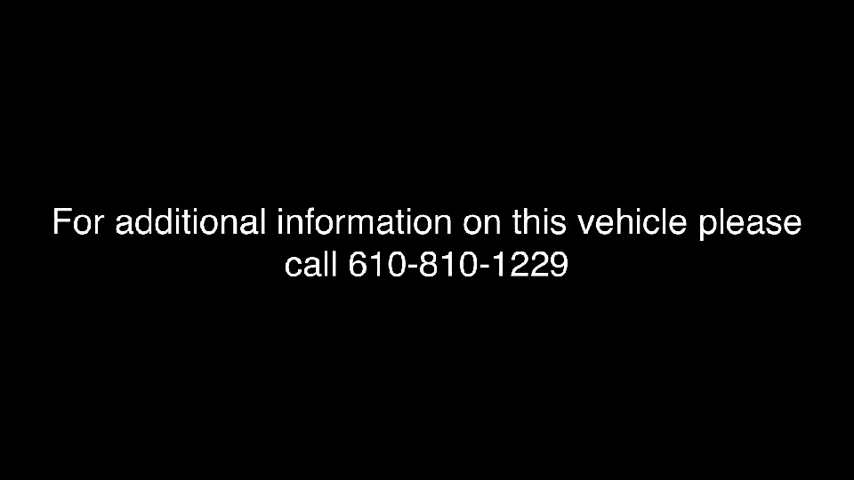 For additional information on this vehicle please
call 610-810-1229